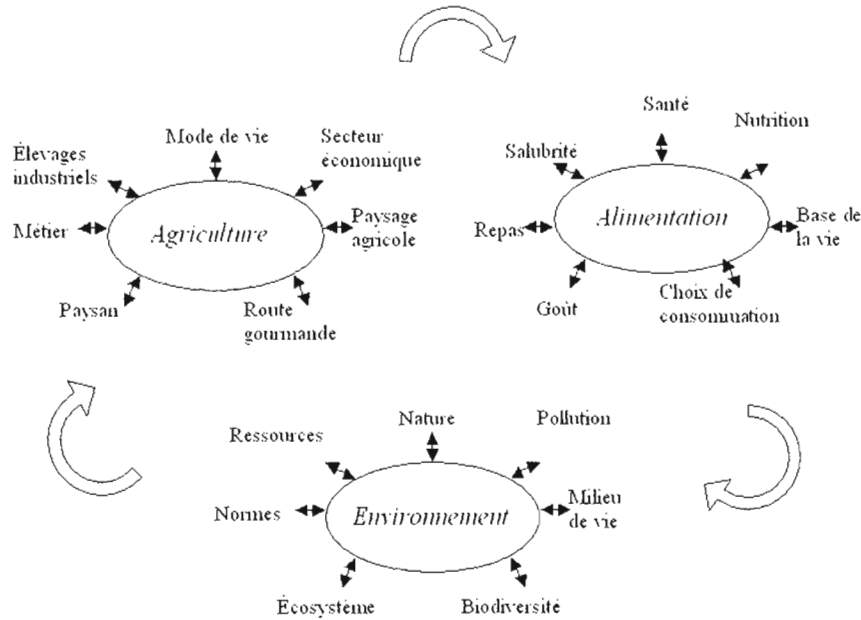 Mode de vie
Élevages
industriels
Secteur
économique
Métier
Agriculture
Paysage
agricole
Paysan
Route
gourmande
Santé
Salubrité
Nutrition
Repas
Alimentation
Base de
la vie
Goût
Choix de
consommation
Nature
Ressources
Pollution
Normes
Environnement
Milieu
de vie
Écosystème
Biodiversité